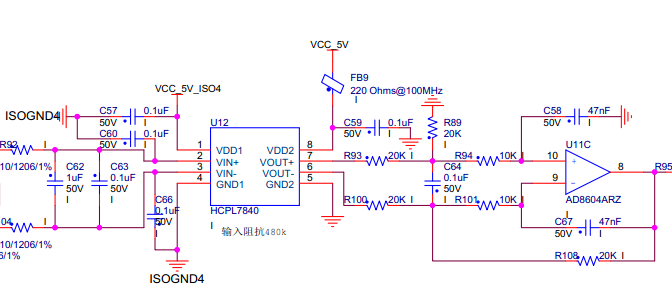 VCC_5V
FB9
220 Ohms@100MHz
I
VCC_5V_ISO4
C57 0.1uF
50V I
ISOGND4
C60 0.1uF
50V I
C59 0.1uF
50V I
R89
20K
I
C58 47nF
50V I
U12
1 VDD1 VDD2 8
2 VIN+ VOUT+ 7
3 VIN- VOUT- 6
4 GND1 GND2 5
HCPL7840
I
输入阻抗480k
R92 I
10/1206/1%
C62
1uF
50V
I
C63
0.1uF
50V
I
C66
0.1uF
50V
I
04 I
10/1206/1%
6/1%
ISOGND4
R93 20K I
R94 10K I
C64
0.1uF
50V
I
R100 20K I
R101 10K I
U11C
10 +
9 -
8
AD8604ARZ
I
R95
C67 47nF
50V I
R108 20K I